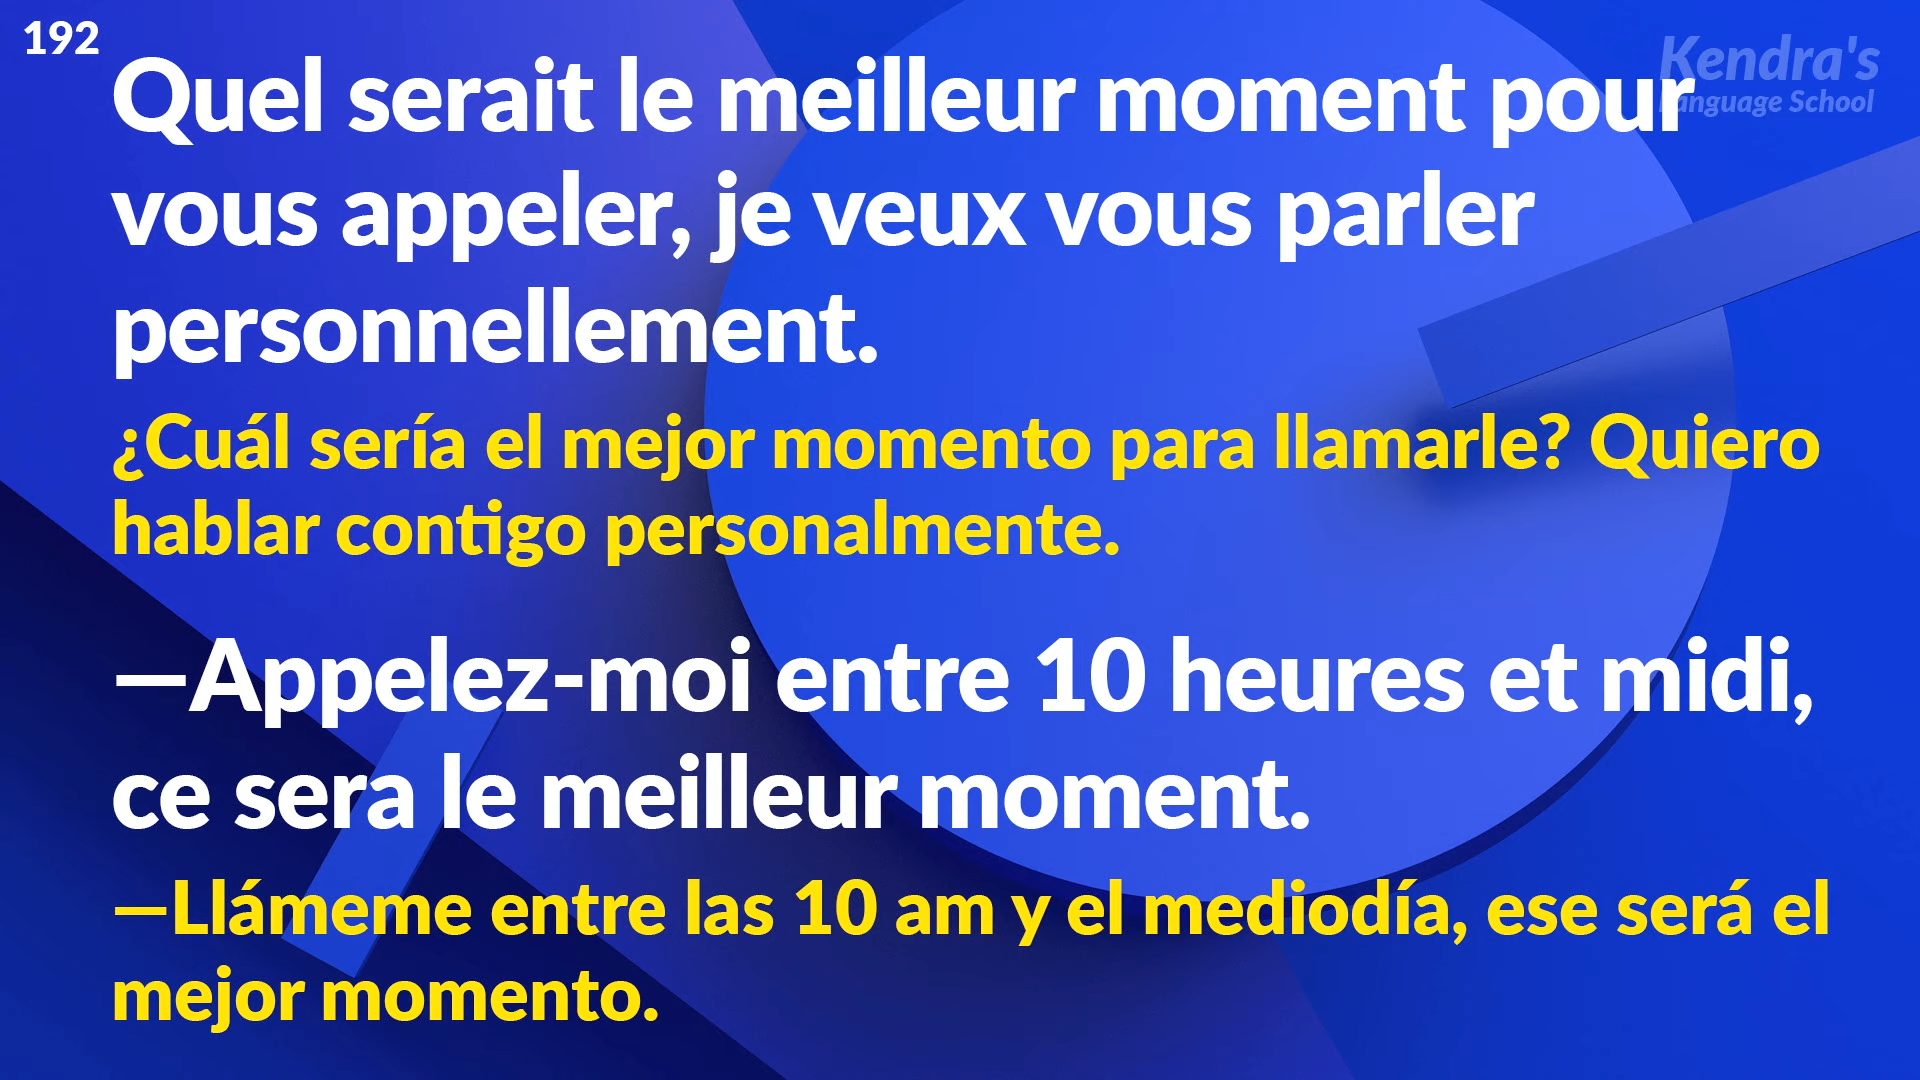 192
Kendra's
Language School
Quel serait le meilleur moment pour
vous appeler, je veux vous parler
personnellement.
¿Cuál sería el mejor momento para llamarle? Quiero
hablar contigo personalmente.
—Appelez-moi entre 10 heures et midi,
ce sera le meilleur moment.
—Llámeme entre las 10 am y el mediodía, ese será el
mejor momento.